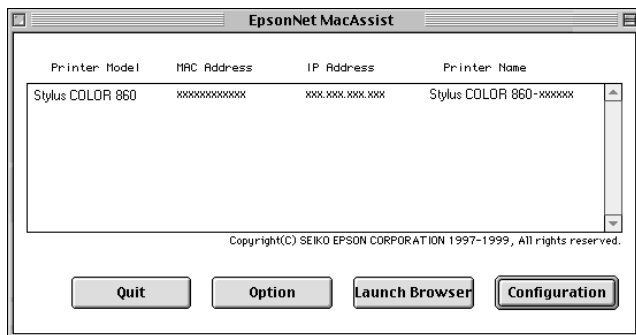 EpsonNet MacAssist
Printer Model MAC Address IP Address Printer Name
Stylus COLOR 860 xxxxxxxxxxxx xxx.xxx.xxx.xxx Stylus COLOR 860-xxxxxx
Copyright(C) SEIKO EPSON CORPORATION 1997-1999, All rights reserved.
Quit Option Launch Browser Configuration